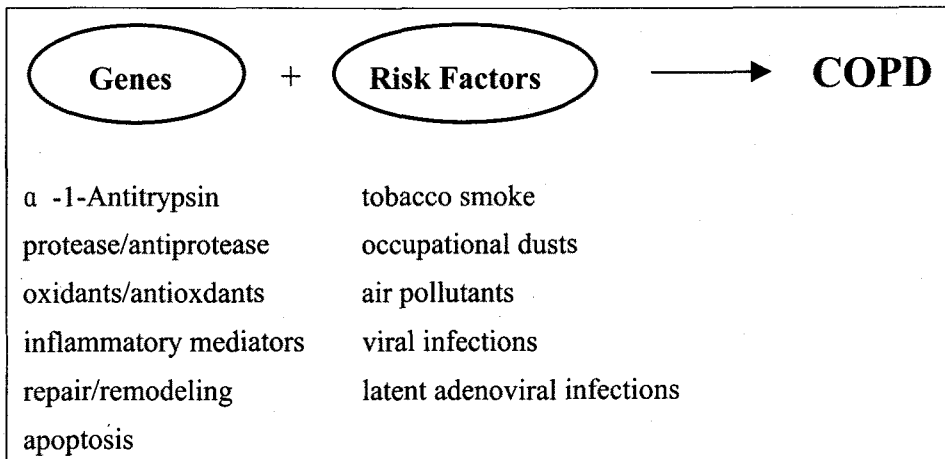 Genes + Risk Factors → COPD
α -1-Antitrypsin tobacco smoke
protease/antiprotease occupational dusts
oxidants/antioxdants air pollutants
inflammatory mediators viral infections
repair/remodeling latent adenoviral infections
apoptosis